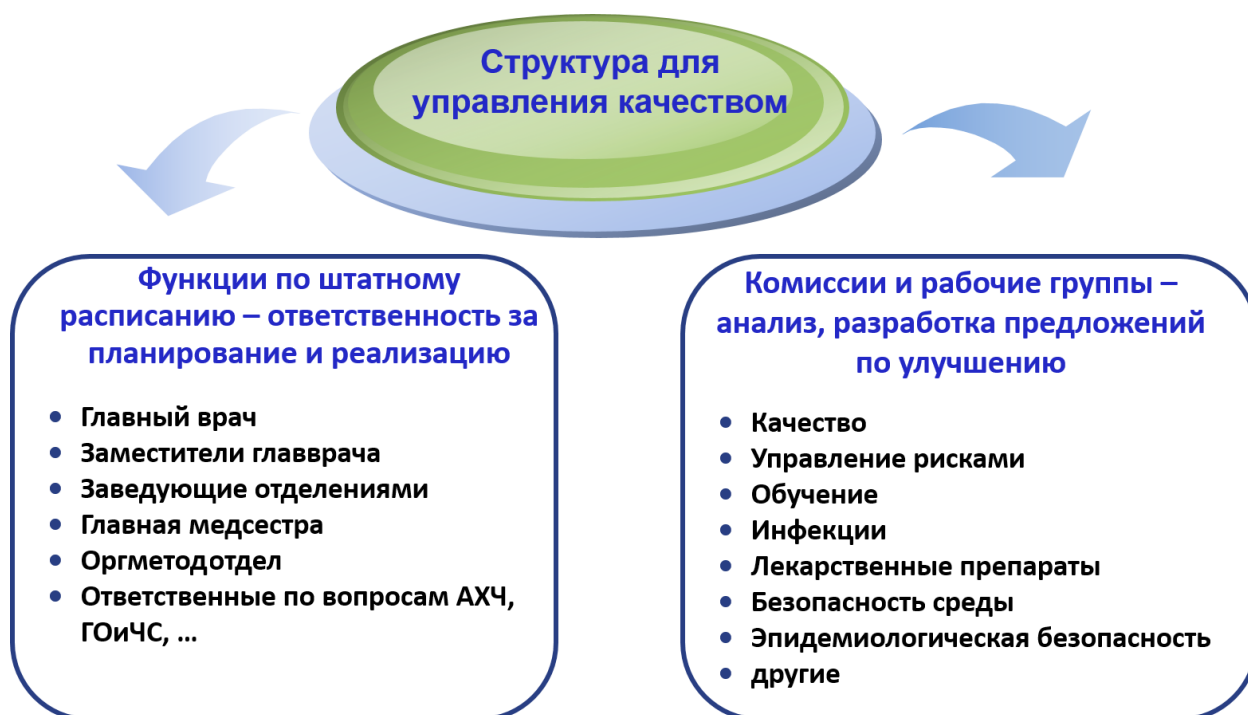 Структура для
управления качеством
Функции по штатному
расписанию – ответственность за
планирование и реализацию
• Главный врач
• Заместители главврача
• Заведующие отделениями
• Главная медсестра
• Оргметодотдел
• Ответственные по вопросам АХЧ,
ГОиЧС, ...
Комиссии и рабочие группы –
анализ, разработка предложений
по улучшению
• Качество
• Управление рисками
• Обучение
• Инфекции
• Лекарственные препараты
• Безопасность среды
• Эпидемиологическая безопасность
• другие